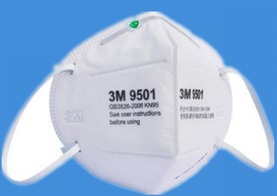 3M 9501
GB2626-2006 KN95
See user instructions
before using
3M 9501